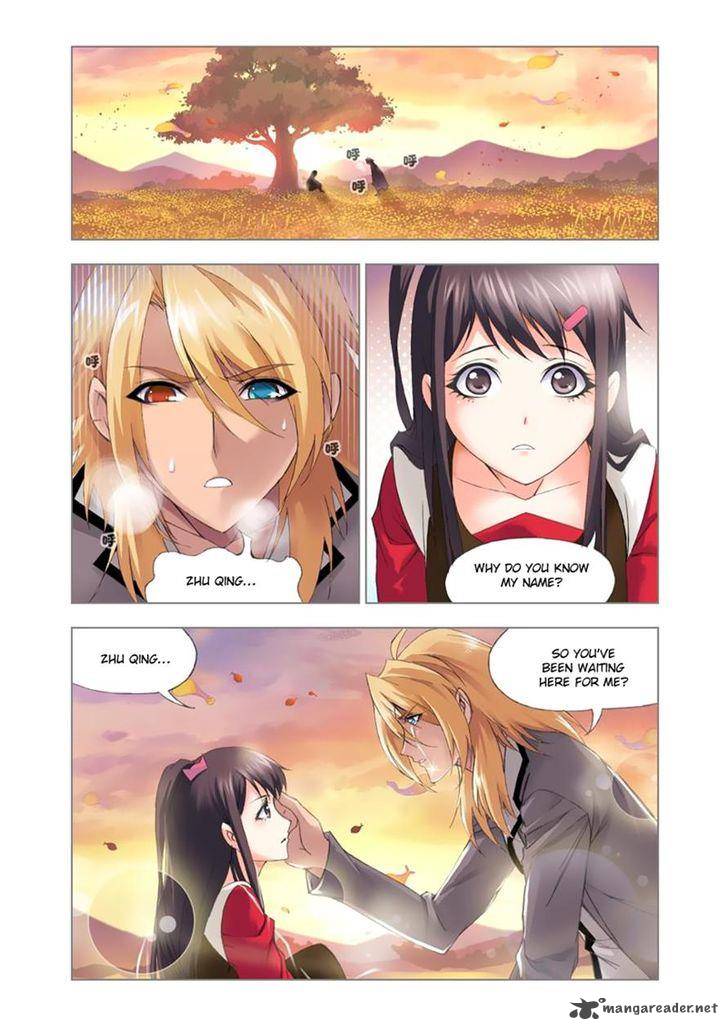 呼
呼
呼
呼
呼
呼
ZHU QING...
WHY DO YOU KNOW
MY NAME?
ZHU QING...
SO YOU'VE
BEEN WAITING
HERE FOR ME?
mangareader.net